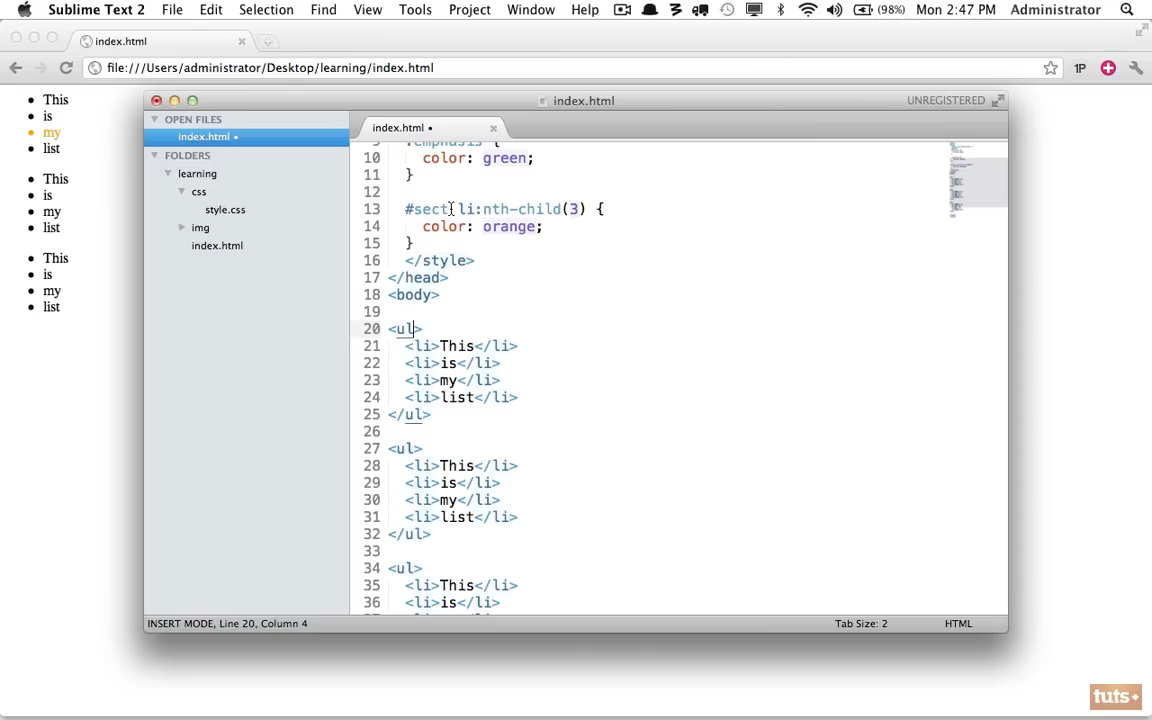 Sublime Text 2 File Edit Selection Find View Tools Project Window Help (98%) Mon 2:47 PM Administrator
index.html
file:///Users/administrator/Desktop/learning/index.html 1P
This
is
my
list
This
is
my
list
This
is
my
list
index.html UNREGISTERED
OPEN FILES
index.html
FOLDERS
learning
css
style.css
img
index.html
index.html
9 .emphasis {
10 color: green;
11 }
12
13 #sect li:nth-child(3) {
14 color: orange;
15 }
16 </style>
17 </head>
18 <body>
19
20 <ul>
21 <li>This</li>
22 <li>is</li>
23 <li>my</li>
24 <li>list</li>
25 </ul>
26
27 <ul>
28 <li>This</li>
29 <li>is</li>
30 <li>my</li>
31 <li>list</li>
32 </ul>
33
34 <ul>
35 <li>This</li>
36 <li>is</li>
INSERT MODE, Line 20, Column 4 Tab Size: 2 HTML
tuts+